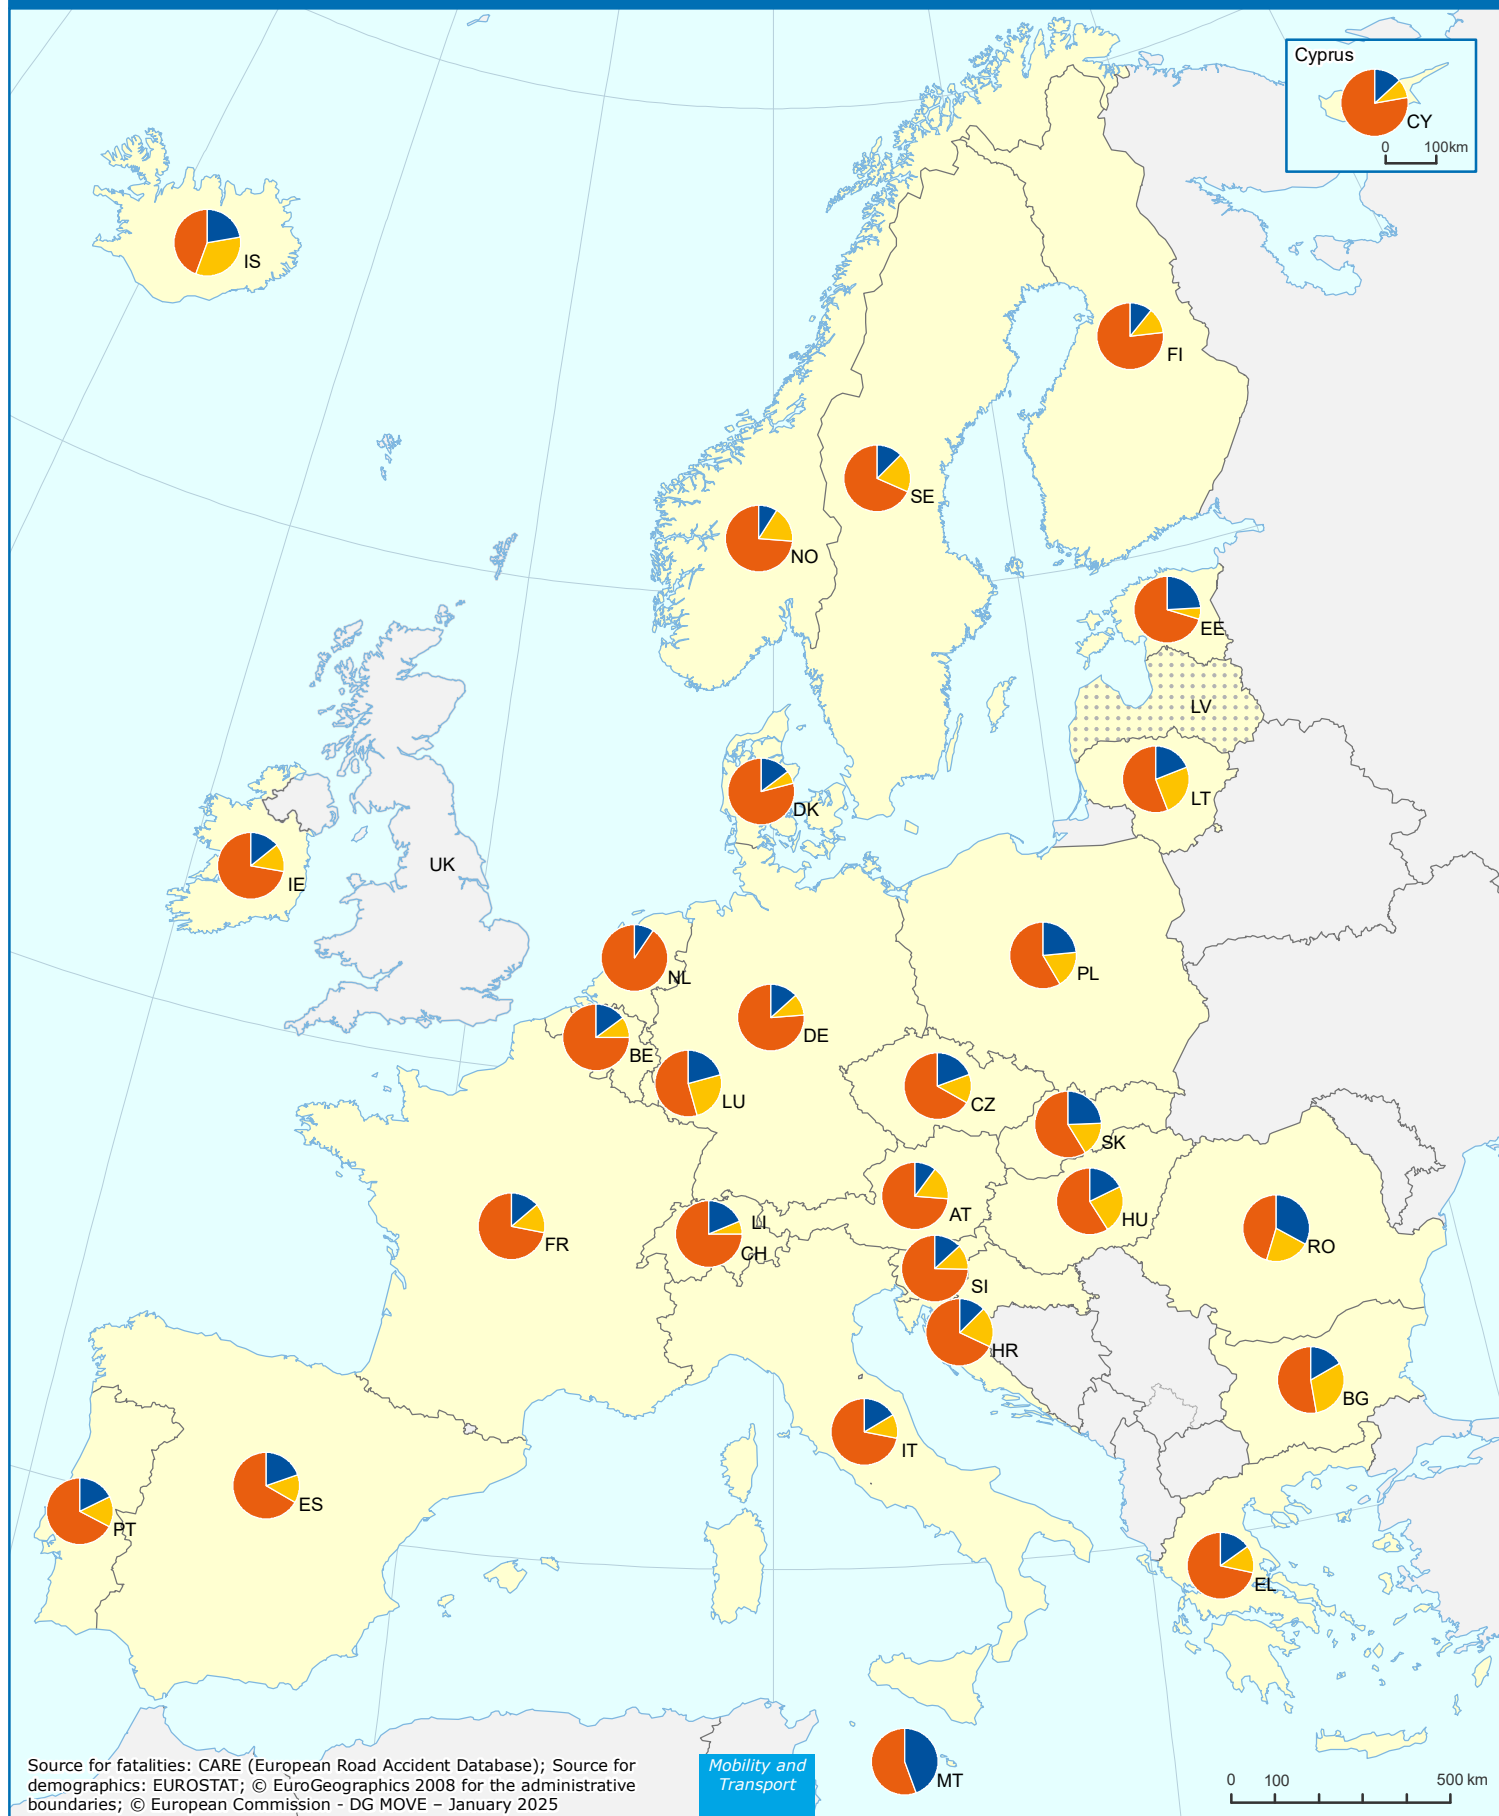 Cyprus
CY
0 100km
IS
FI
SE
NO
EE
LV
LT
DK
IE
UK
NL
PL
DE
BE
LU
CZ
SK
AT
HU
LI
CH
FR
RO
SI
HR
BG
IT
ES
PT
EL
MT
Source for fatalities: CARE (European Road Accident Database); Source for
demographics: EUROSTAT; © EuroGeographics 2008 for the administrative
boundaries; © European Commission - DG MOVE – January 2025
Mobility and
Transport
0 100 500 km